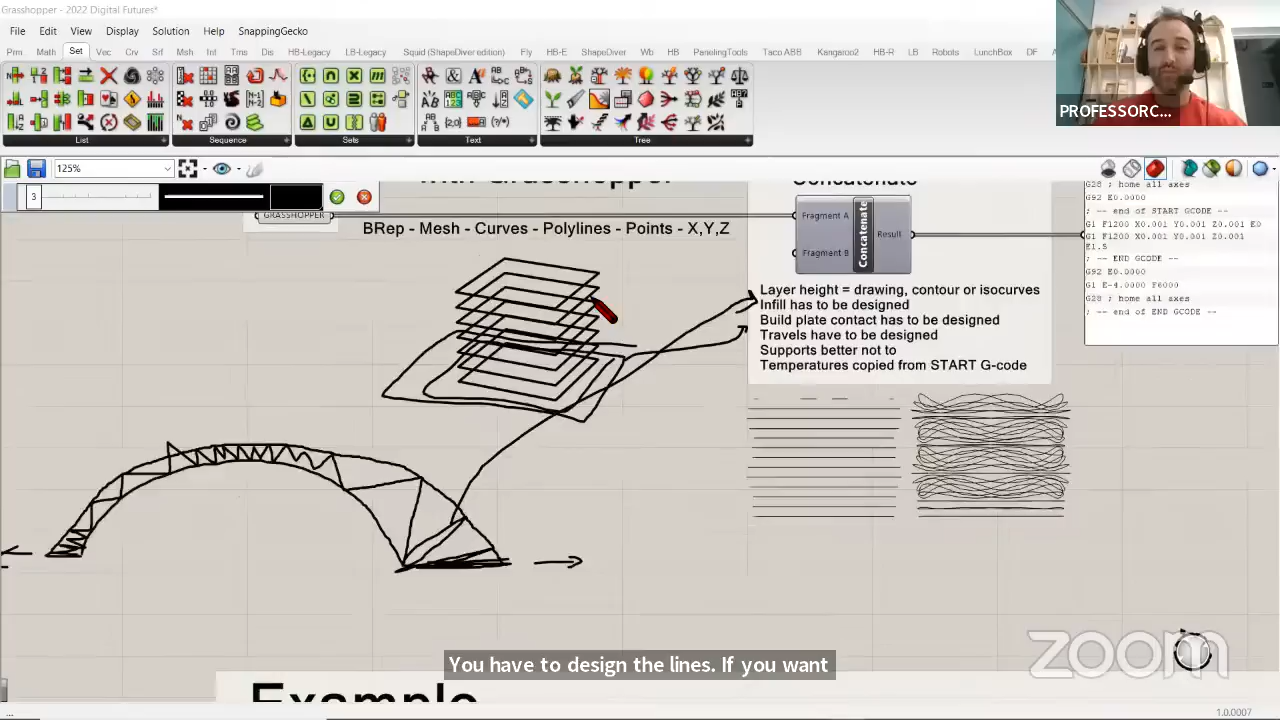 Grasshopper - 2022 Digital Futures*
File Edit View Display Solution Help SnappingGecko
Prm Math Set Vec Crv Srf Msh Int Trns Dis HB-Legacy LB-Legacy Squid (ShapeDiver edition) Fly HB-E ShapeDiver Wb HB PanelingTools Taco ABB Kangaroo2 HB-R LB Robots LunchBox DF
List Sequence Sets Text Tree
PROFESSORC...
125%
3
Grasshopper
Concatenate
GRASSHOPPER
BRep - Mesh - Curves - Polylines - Points - X,Y,Z
Fragment A
Fragment B
Concatenate
Result
G28 ; home all axes
G92 E0.0000
; -- end of START GCODE --
G1 F1200 X0.001 Y0.001 Z0.001 E0
G1 F1200 X0.001 Y0.001 Z0.001
E1.5
; -- END GCODE --
G92 E0.0000
G1 E-4.0000 F6000
G28 ; home all axes
; -- end of END GCODE --
Layer height = drawing, contour or isocurves
Infill has to be designed
Build plate contact has to be designed
Travels have to be designed
Supports better not to
Temperatures copied from START G-code
zoom
You have to design the lines. If you want
Example
...
1.0.0007